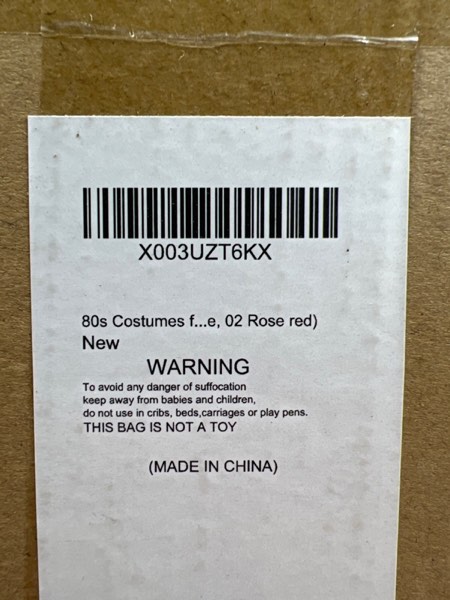 X003UZT6KX
80s Costumes f...e, 02 Rose red)
New
WARNING
To avoid any danger of suffocation
keep away from babies and children,
do not use in cribs, beds,carriages or play pens.
THIS BAG IS NOT A TOY
(MADE IN CHINA)